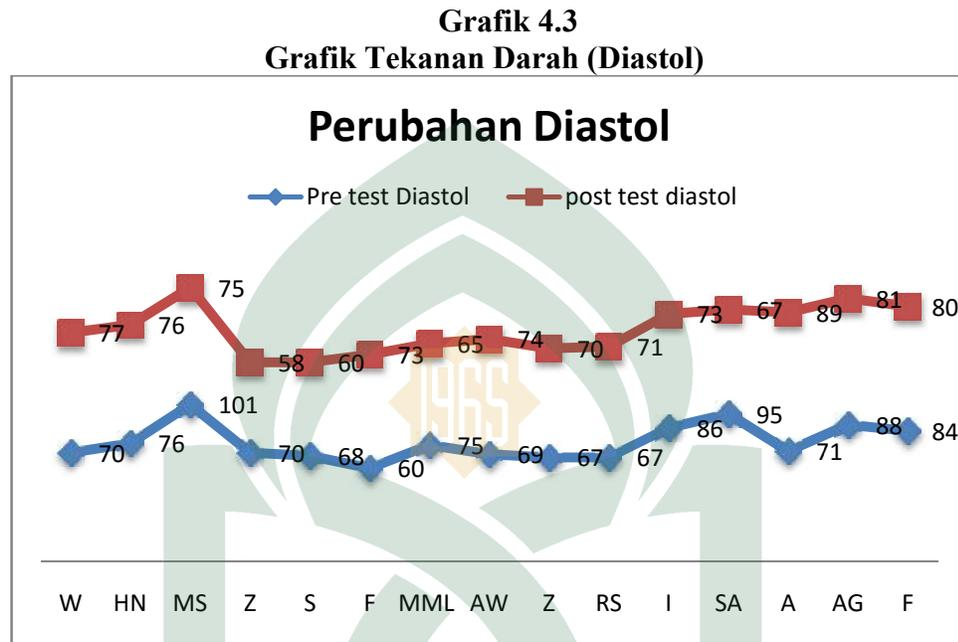 Grafik 4.3
Grafik Tekanan Darah (Diastol)
Perubahan Diastol
Pre test Diastol post test diastol
77 76 75 58 60 73 65 74 70 71 73 67 89 81 80
70 76 101 70 68 60 75 69 67 67 86 95 71 88 84
1965
W HN MS Z S F MML AW Z RS I SA A AG F